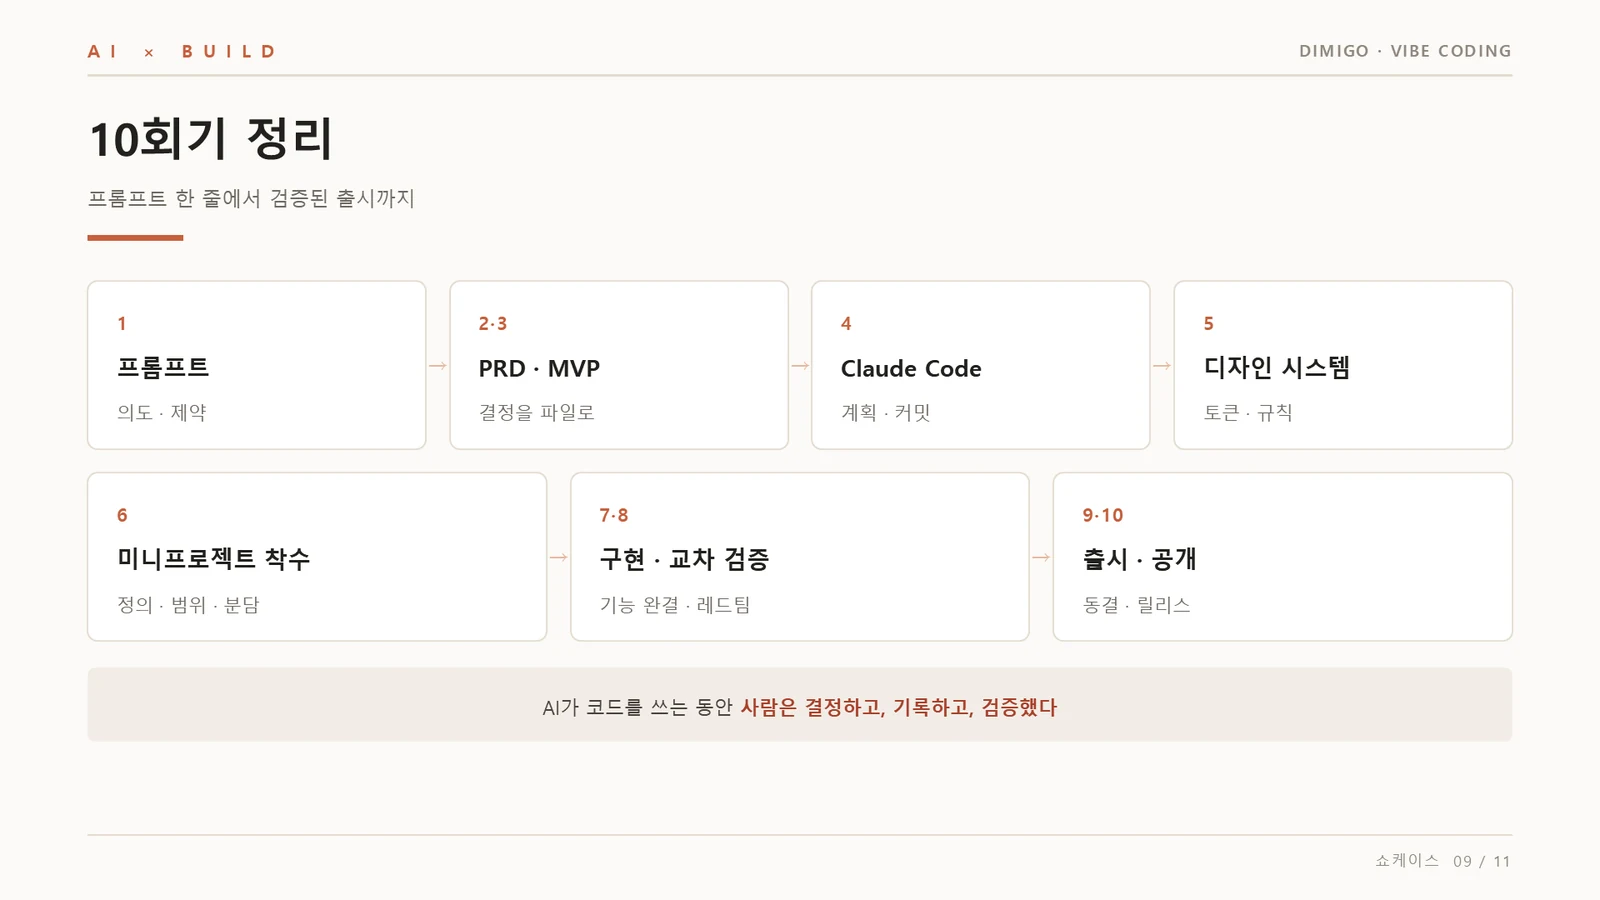 AI × BUILD
DIMIGO · VIBE CODING
10회기 정리
프롬프트 한 줄에서 검증된 출시까지
1
프롬프트
의도 · 제약
→
2·3
PRD · MVP
결정을 파일로
→
4
Claude Code
계획 · 커밋
→
5
디자인 시스템
토큰 · 규칙
6
미니프로젝트 착수
정의 · 범위 · 분담
→
7·8
구현 · 교차 검증
기능 완결 · 레드팀
→
9·10
출시 · 공개
동결 · 릴리스
AI가 코드를 쓰는 동안 사람은 결정하고, 기록하고, 검증했다
쇼케이스 09 / 11